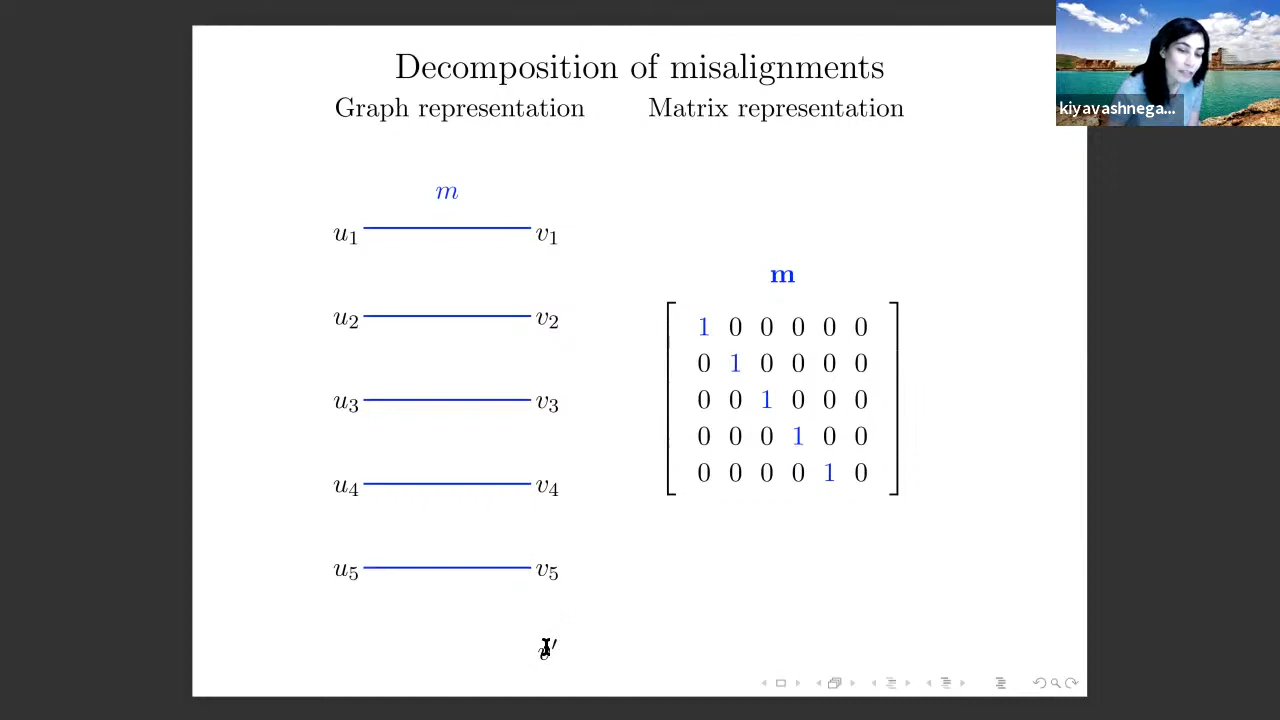 Decomposition of misalignments
Graph representation
Matrix representation
kiyavashnega...
m
u1 v1
u2 v2
u3 v3
u4 v4
u5 v5
m
1 0 0 0 0 0
0 1 0 0 0 0
0 0 1 0 0 0
0 0 0 1 0 0
0 0 0 0 1 0